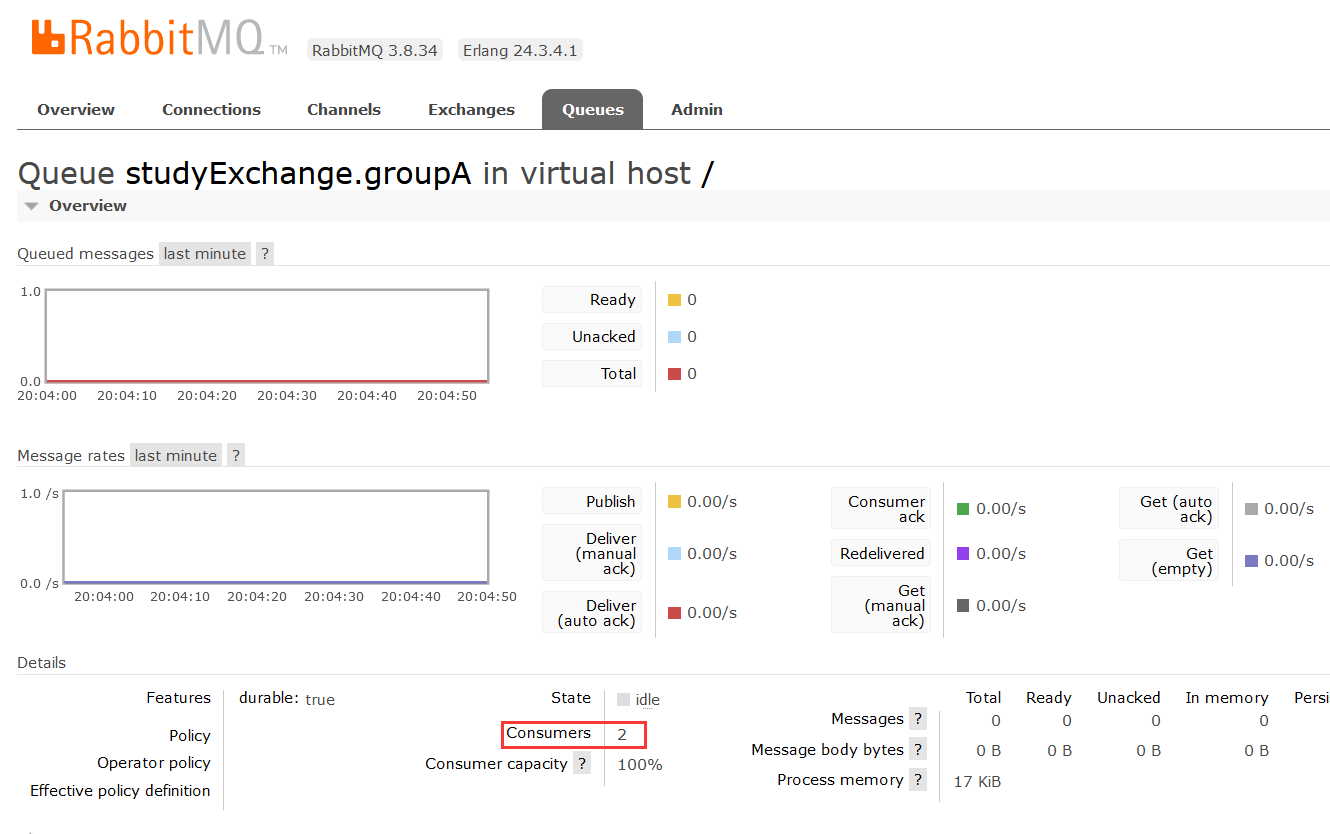 RabbitMQ TM RabbitMQ 3.8.34 Erlang 24.3.4.1
Overview Connections Channels Exchanges Queues Admin
Queue studyExchange.groupA in virtual host /
Overview
Queued messages last minute ?
1.0
0.0
20:04:00 20:04:10 20:04:20 20:04:30 20:04:40 20:04:50
Ready 0
Unacked 0
Total 0
Message rates last minute ?
1.0 /s
0.0 /s
20:04:00 20:04:10 20:04:20 20:04:30 20:04:40 20:04:50
Publish 0.00/s
Deliver
(manual
ack)
0.00/s
Deliver
(auto ack)
0.00/s
Consumer
ack
0.00/s
Redelivered 0.00/s
Get
(manual
ack)
0.00/s
Get (auto
ack)
0.00/s
Get
(empty)
0.00/s
Details
Features durable: true
Policy
Operator policy
Effective policy definition
State idle
Consumers 2
Consumer capacity ? 100%
Total Ready Unacked In memory Persi
Messages ? 0 0 0 0
Message body bytes ? 0 B 0 B 0 B 0 B
Process memory ? 17 KiB